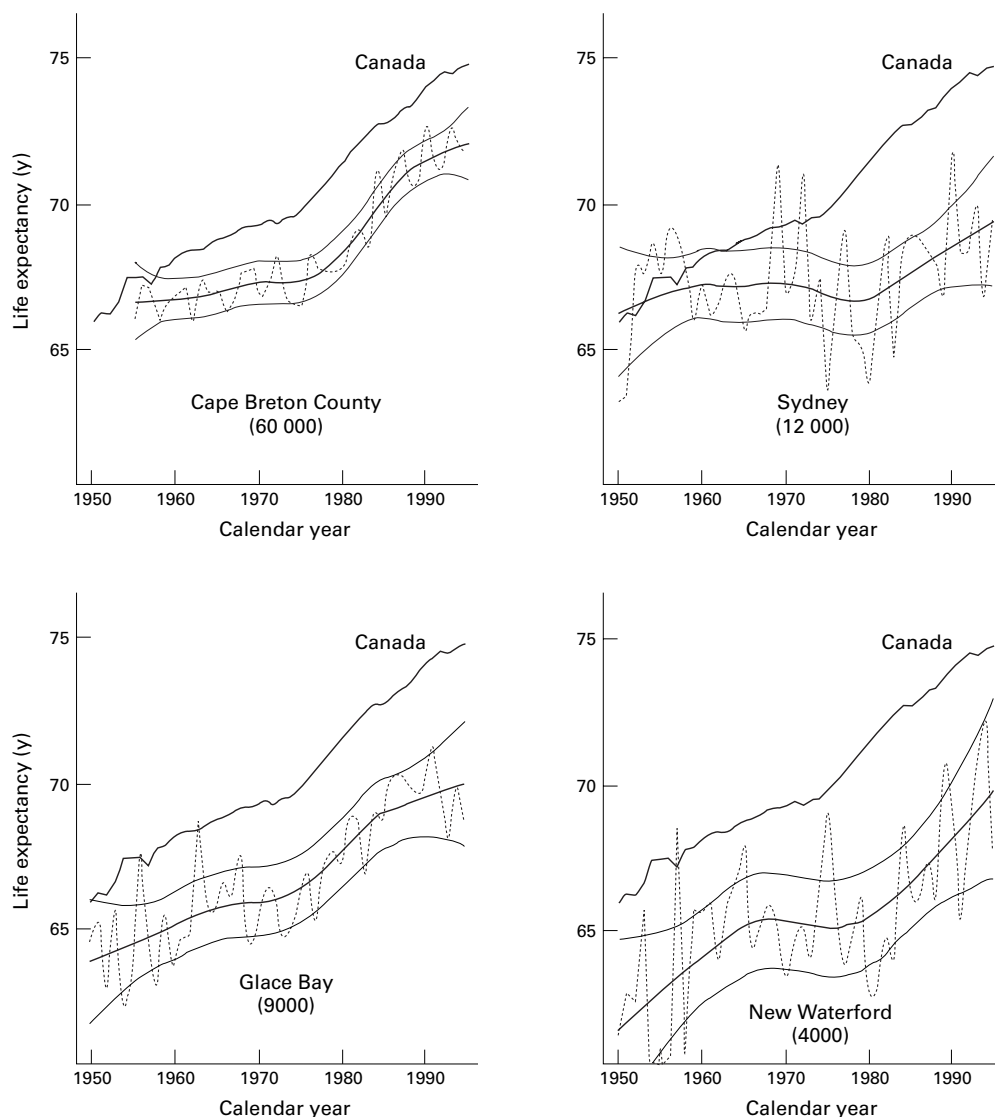 75
70
65
Life expectancy (y)
Canada
Cape Breton County
(60 000)
1950 1960 1970 1980 1990
Calendar year
75
70
65
Canada
Sydney
(12 000)
1950 1960 1970 1980 1990
Calendar year
75
70
65
Life expectancy (y)
Canada
Glace Bay
(9000)
1950 1960 1970 1980 1990
Calendar year
75
70
65
Canada
New Waterford
(4000)
1950 1960 1970 1980 1990
Calendar year